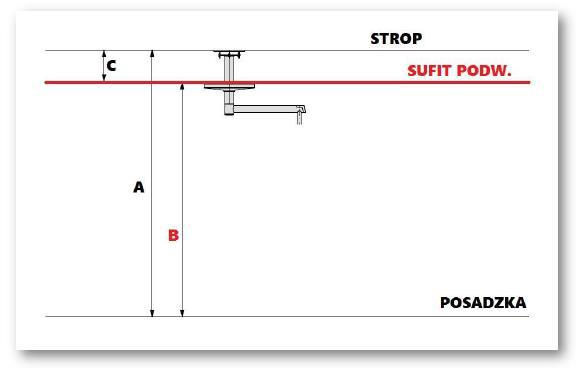 STROP
C
SUFIT PODW.
A
B
POSADZKA